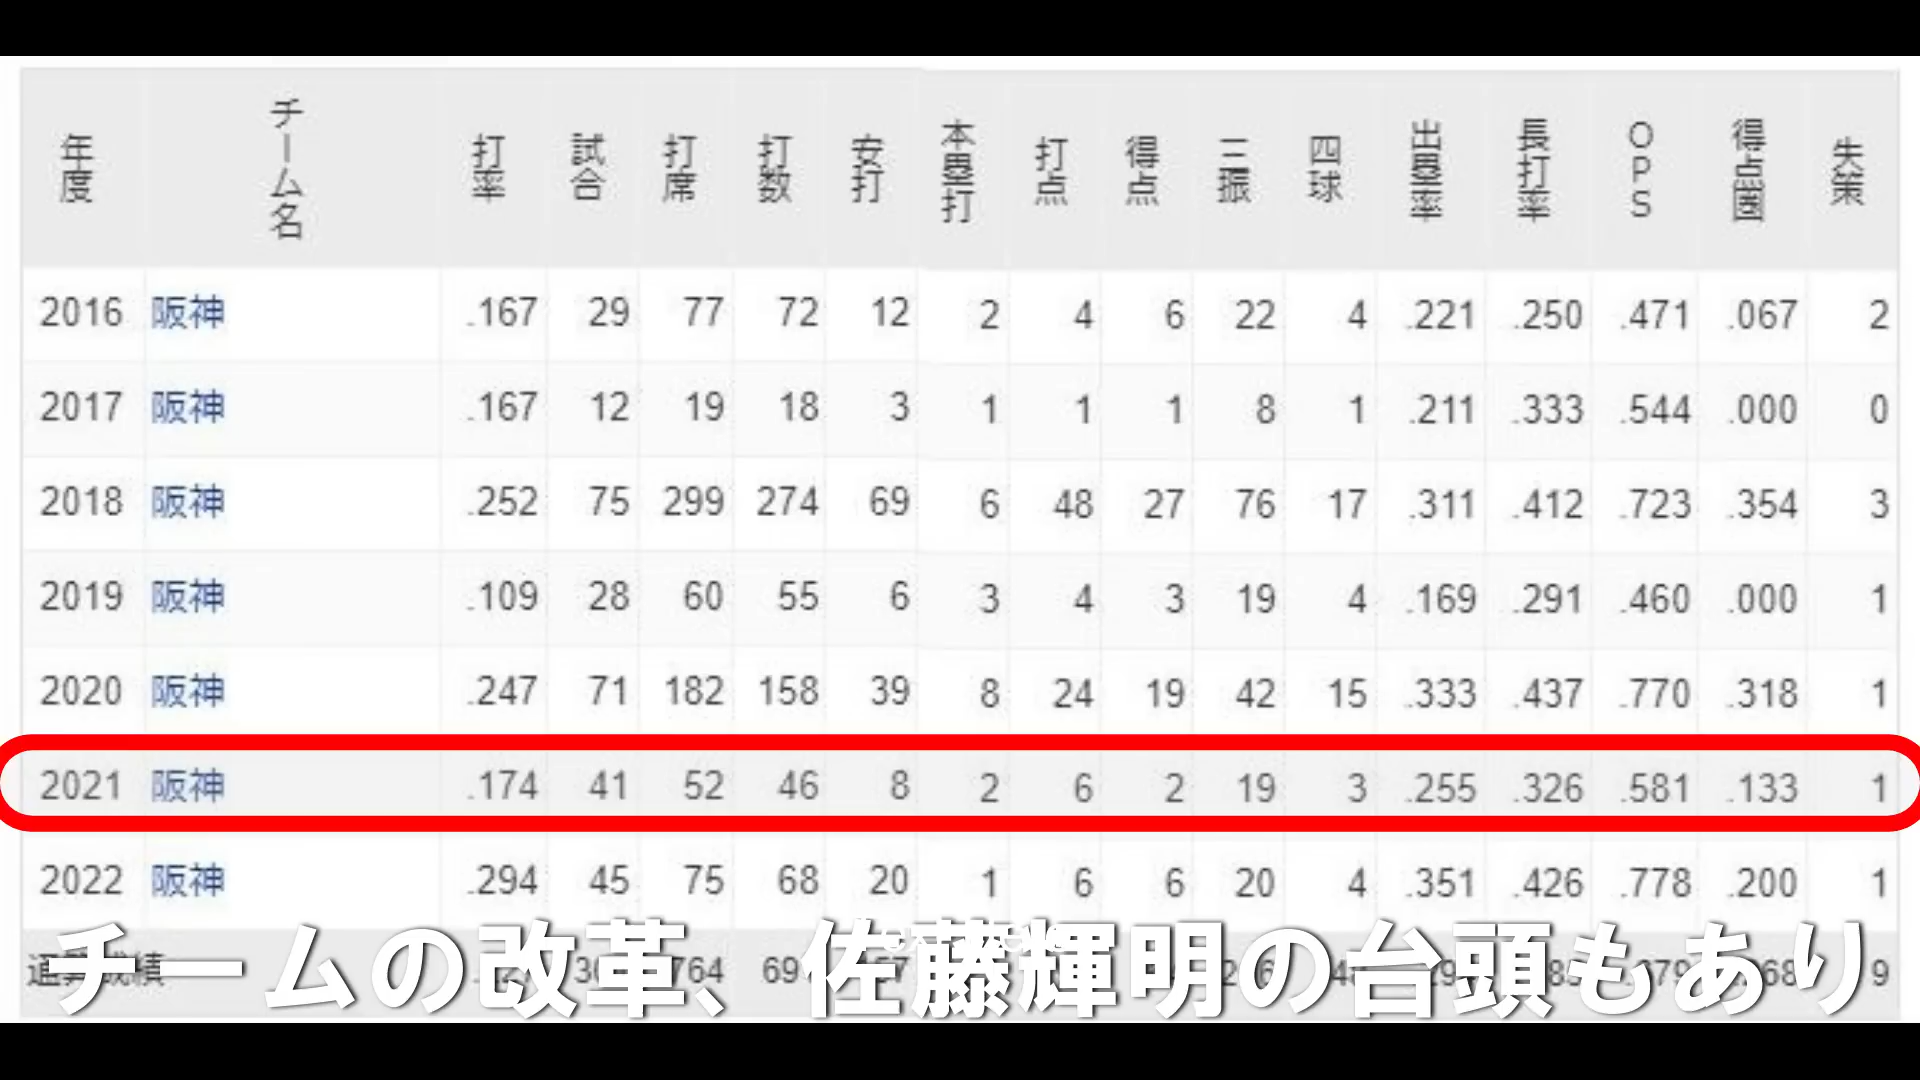 年度 チーム名 打率 試合 打席 打数 安打 本塁打 打点 得点 三振 四球 出塁率 長打率 OPS 得点圏 失策
2016 阪神 .167 29 77 72 12 2 4 6 22 4 .221 .250 .471 .067 2
2017 阪神 .167 12 19 18 3 1 1 1 8 1 .211 .333 .544 .000 0
2018 阪神 .252 75 299 274 69 6 48 27 76 17 .311 .412 .723 .354 3
2019 阪神 .109 28 60 55 6 3 4 3 19 4 .169 .291 .460 .000 1
2020 阪神 .247 71 182 158 39 8 24 19 42 15 .333 .437 .770 .318 1
2021 阪神 .174 41 52 46 8 2 6 2 19 3 .255 .326 .581 .133 1
2022 阪神 .294 45 75 68 20 1 6 6 20 4 .351 .426 .778 .200 1
通算成績 764 9
チームの改革、佐藤輝明の台頭もあり